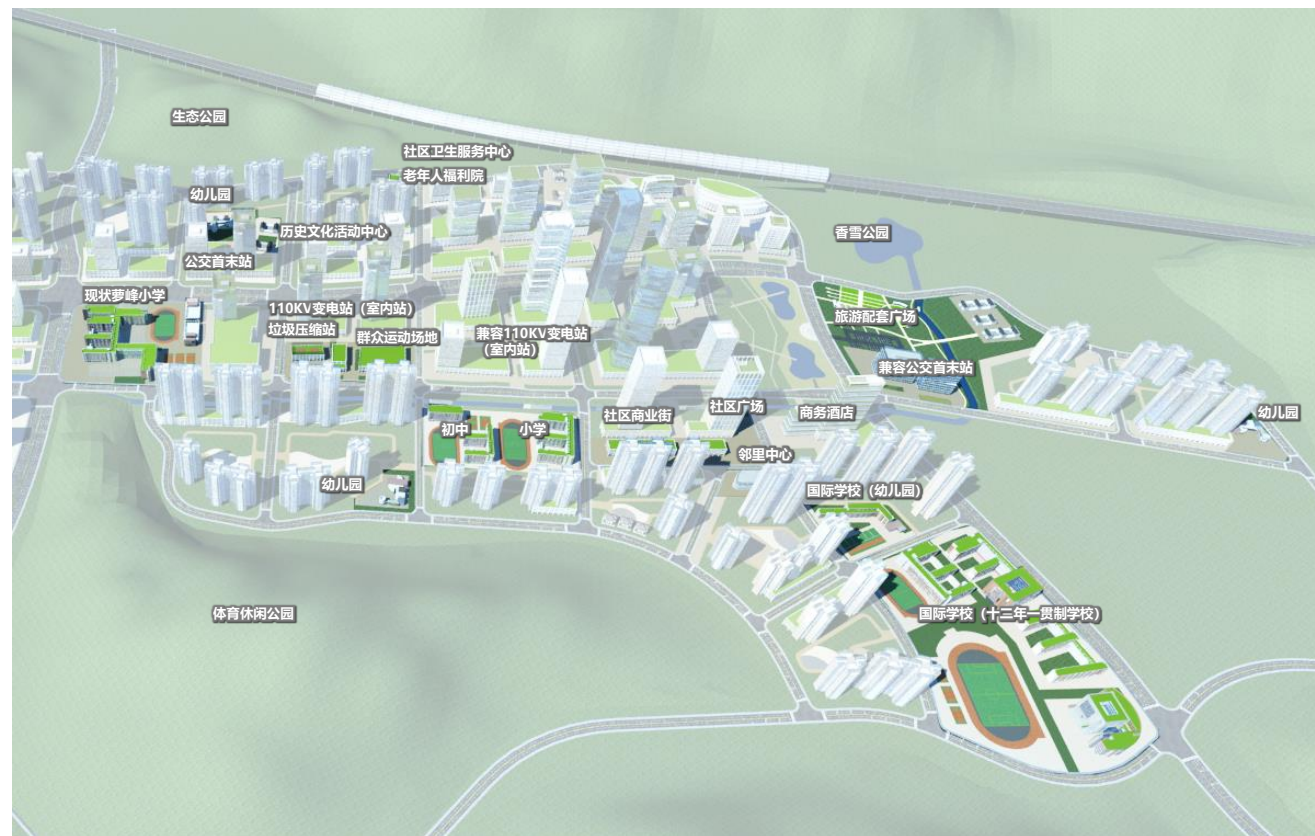 生态公园
社区卫生服务中心
老年人福利院
幼儿园
历史文化活动中心
香雪公园
公交首末站
现状萝峰小学
110KV变电站（室内站）
旅游配套广场
垃圾压缩站
群众运动场地
兼容110KV变电站
（室内站）
兼容公交首末站
社区商业街
社区广场
商务酒店
幼儿园
初中
小学
邻里中心
幼儿园
国际学校（幼儿园）
体育休闲公园
国际学校（十二年一贯制学校）